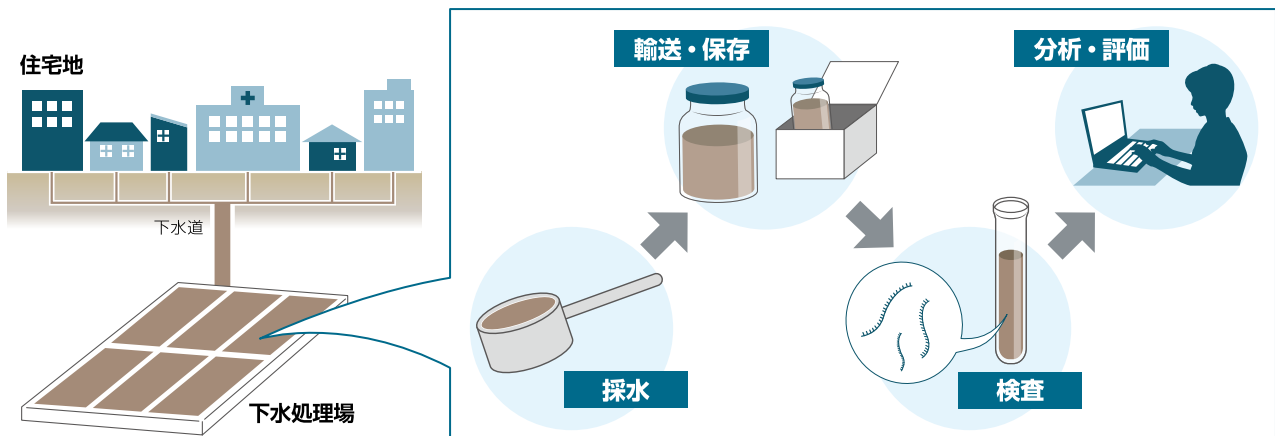 住宅地
下水道
下水処理場
採水
輸送・保存
検査
分析・評価